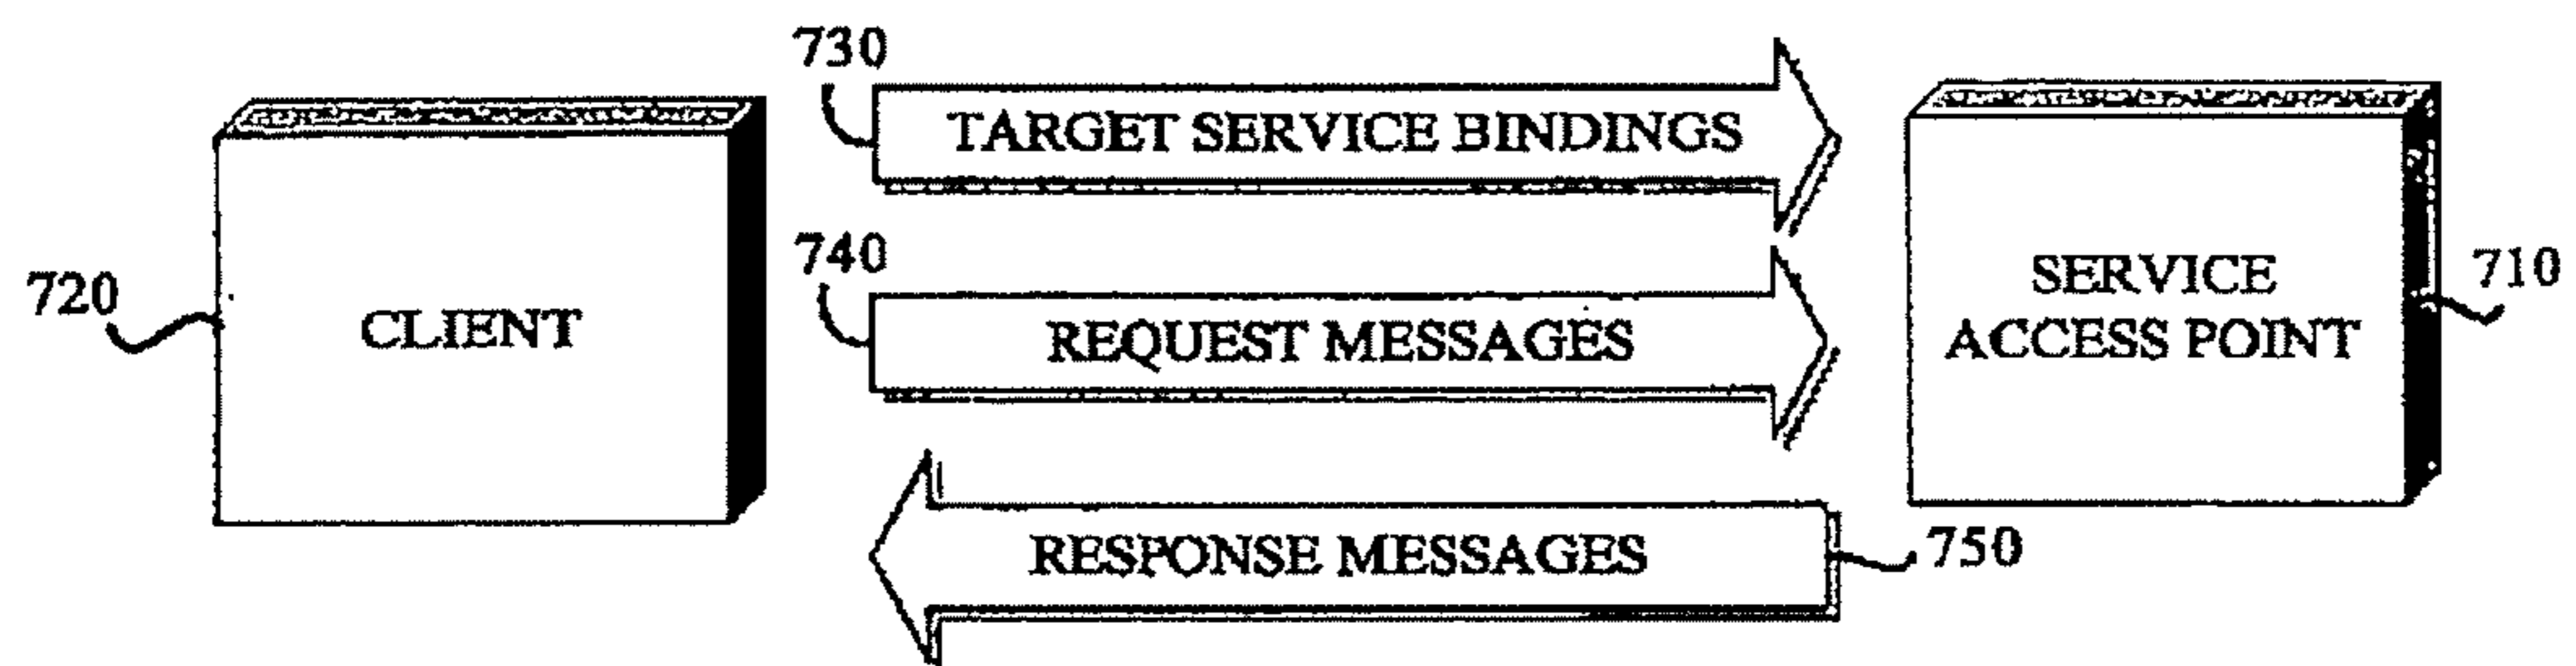 730
TARGET SERVICE BINDINGS
740
REQUEST MESSAGES
720
CLIENT
SERVICE
ACCESS POINT
710
RESPONSE MESSAGES
750